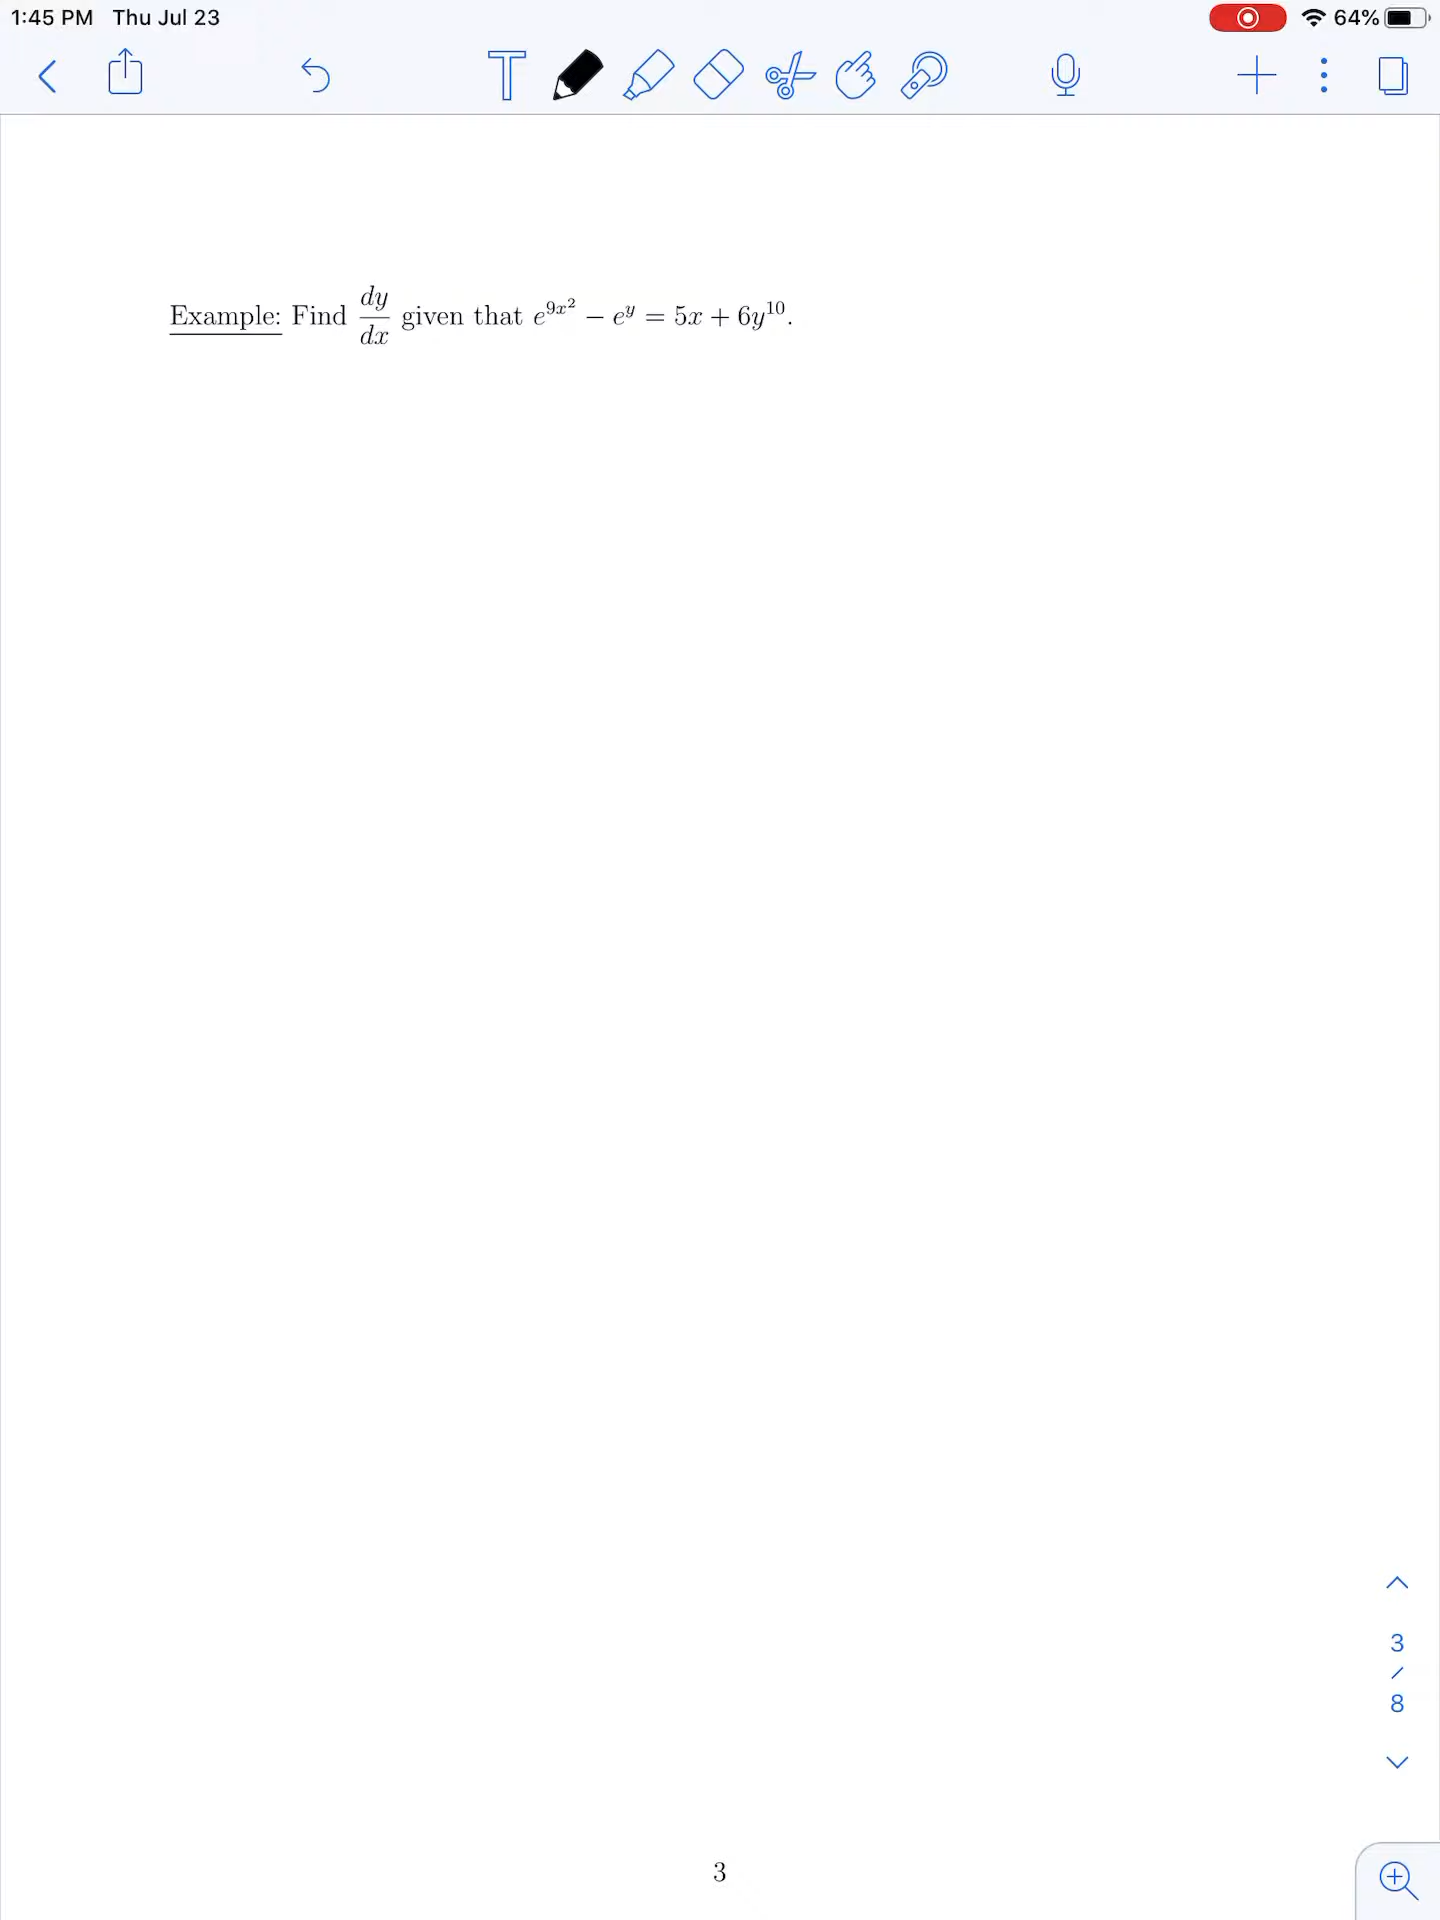 1:45 PM Thu Jul 23 64%
T
Example: Find dy/dx given that e^{9x^2} − e^y = 5x + 6y^{10}.
3
/
8
3